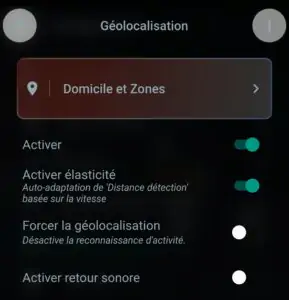 Géolocalisation
Domicile et Zones
Activer
Activer élasticité
Auto-adaptation de 'Distance détection'
basée sur la vitesse
Forcer la géolocalisation
Désactive la reconnaissance d'activité.
Activer retour sonore